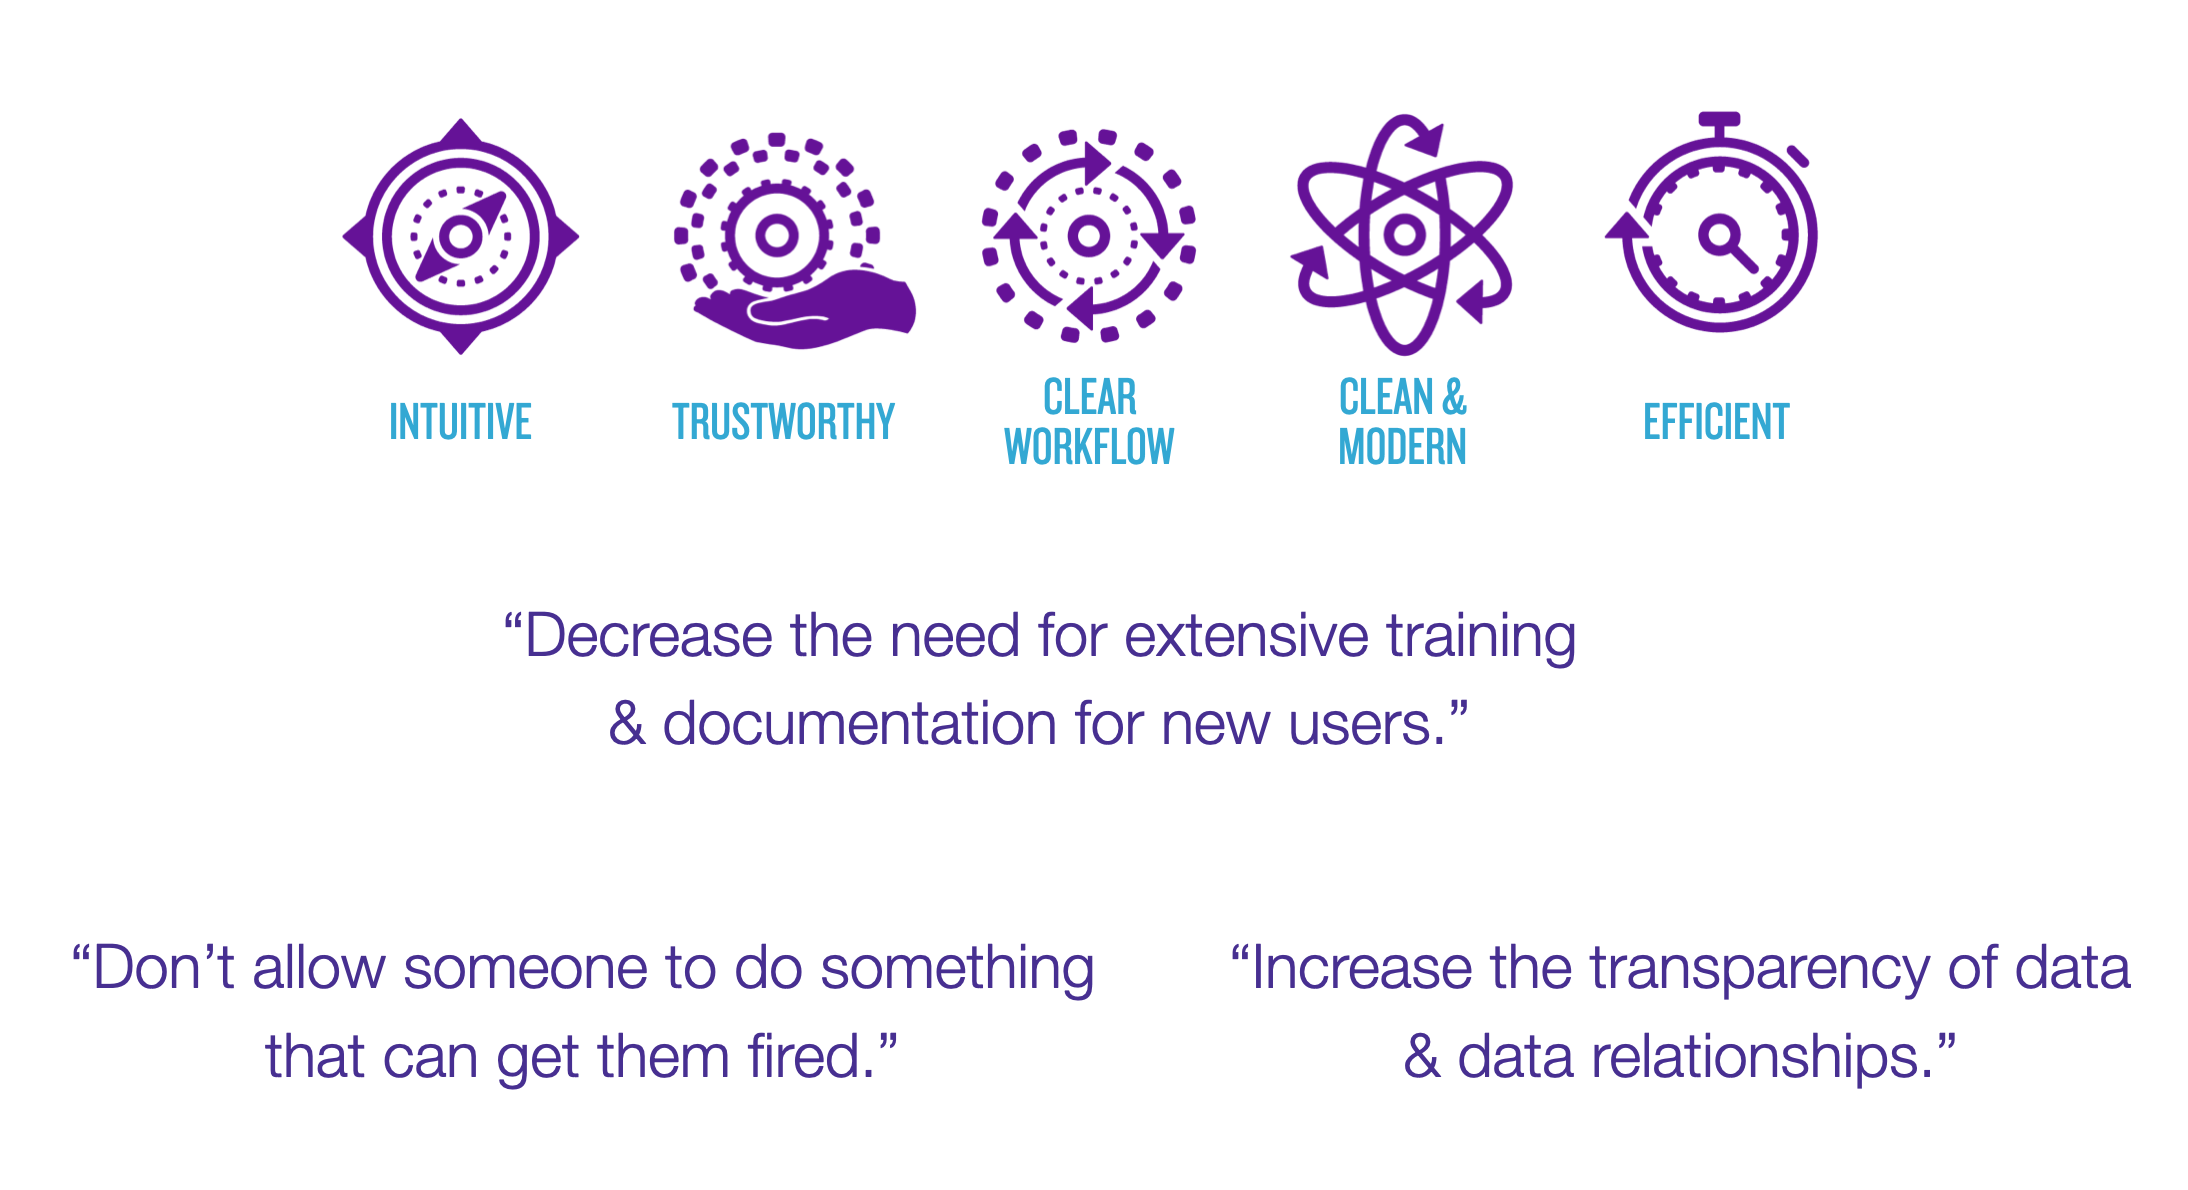 INTUITIVE
TRUSTWORTHY
CLEAR
WORKFLOW
CLEAN &
MODERN
EFFICIENT
“Decrease the need for extensive training
& documentation for new users.”
“Don’t allow someone to do something
that can get them fired.”
“Increase the transparency of data
& data relationships.”